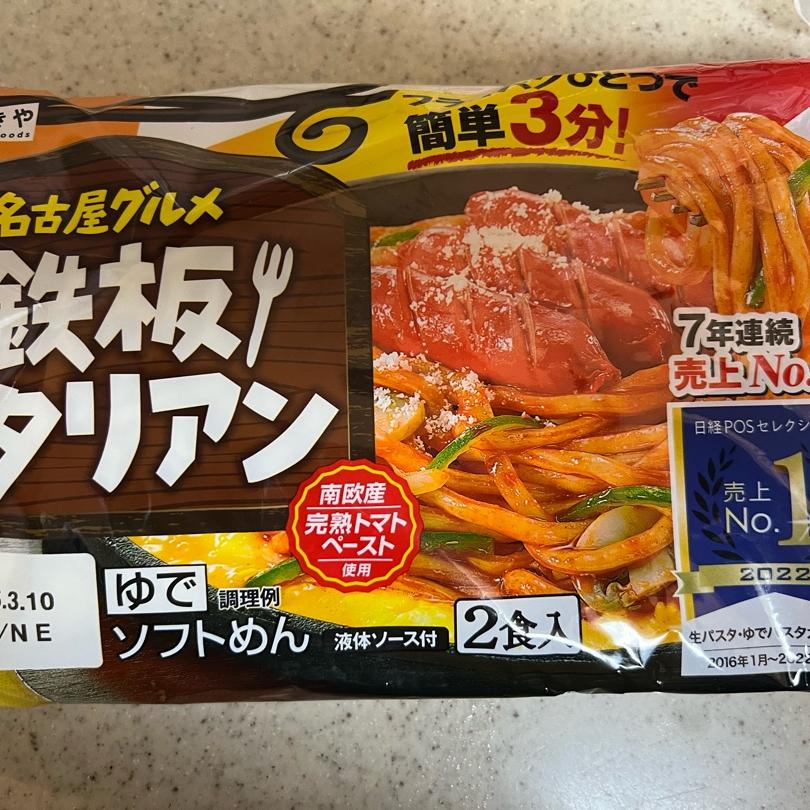 きや
foods
フライパンひとつで
簡単3分!
名古屋グルメ
鉄板
タリアン
7年連続
売上No.
日経POSセレクシ
売上
No.1
2022
生パスタ・ゆでパスタ
2016年1月~2022
南欧産
完熟トマト
ペースト
使用
.3.10
/NE
ゆで
調理例
ソフトめん
液体ソース付
2食入